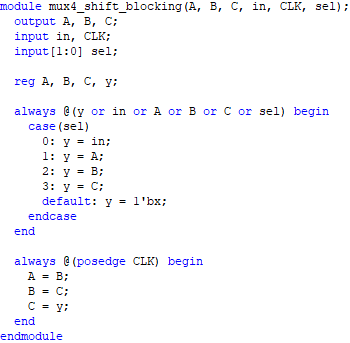 module mux4_shift_blocking(A, B, C, in, CLK, sel);
output A, B, C;
input in, CLK;
input[1:0] sel;
reg A, B, C, y;
always @(y or in or A or B or C or sel) begin
case(sel)
0: y = in;
1: y = A;
2: y = B;
3: y = C;
default: y = 1'bx;
endcase
end
always @(posedge CLK) begin
A = B;
B = C;
C = y;
end
endmodule